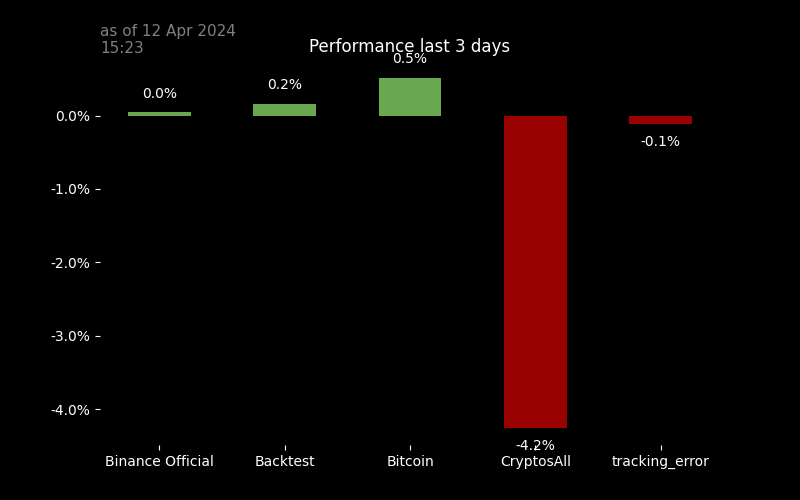 as of 12 Apr 2024
15:23
Performance last 3 days
0.5%
0.2%
0.0%
0.0%
-0.1%
-1.0%
-2.0%
-3.0%
-4.0%
-4.2%
Binance Official
Backtest
Bitcoin
CryptosAll
tracking_error